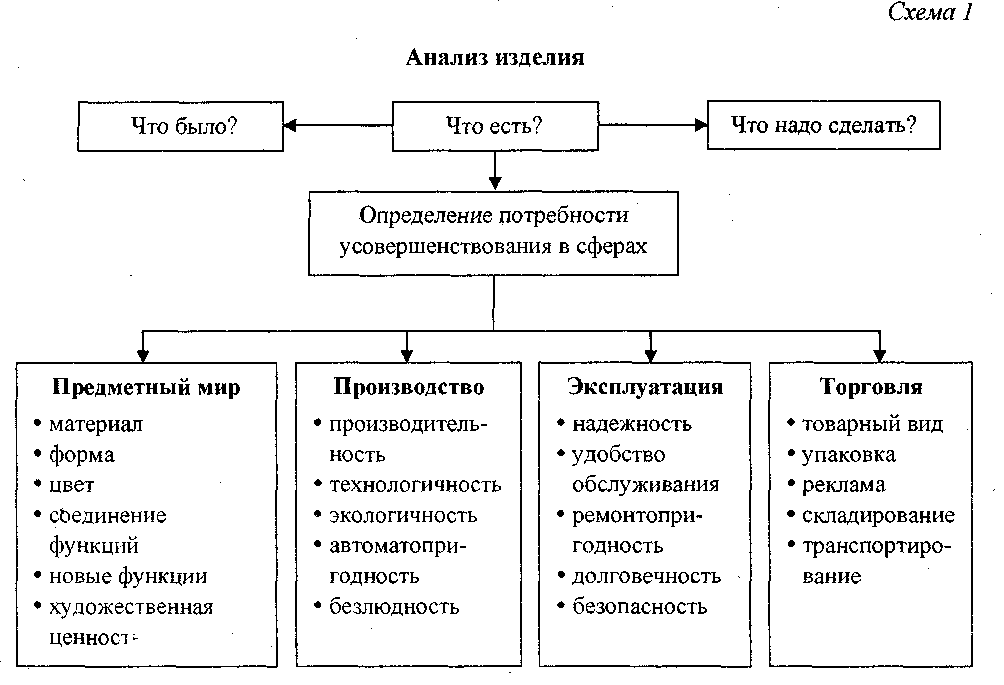 Схема 1
Анализ изделия
Что было?
Что есть?
Что надо сделать?
Определение потребности
усовершенствования в сферах
Предметный мир
• материал
• форма
• цвет
• соединение
функций
• новые функции
• художественная
ценность
Производство
• производитель-
ность
• технологичность
• экологичность
• автоматопри-
годность
• безлюдность
Эксплуатация
• надежность
• удобство
обслуживания
• ремонтопри-
годность
• долговечность
• безопасность
Торговля
• товарный вид
• упаковка
• реклама
• складирование
• транспортиро-
вание